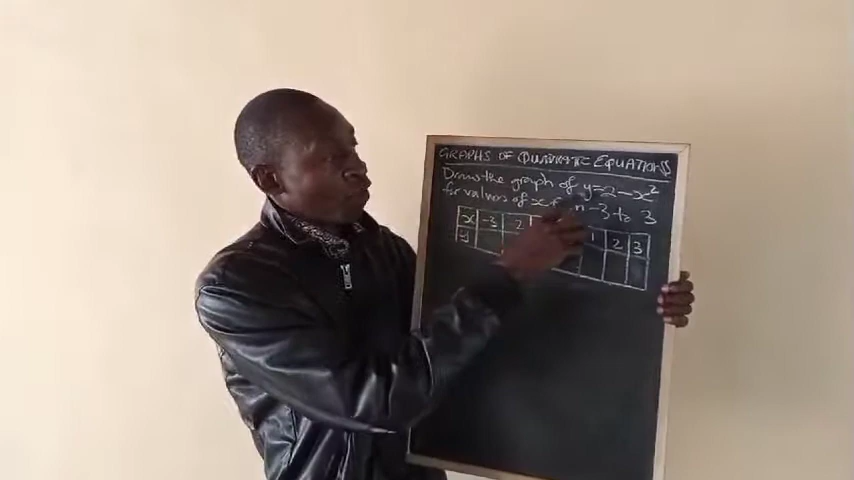 GRAPHS OF QUADRATIC EQUATIONS
Draw the graph of y=2-x²
for values of x -3 to 3
x -3 -2 1 2 3
y